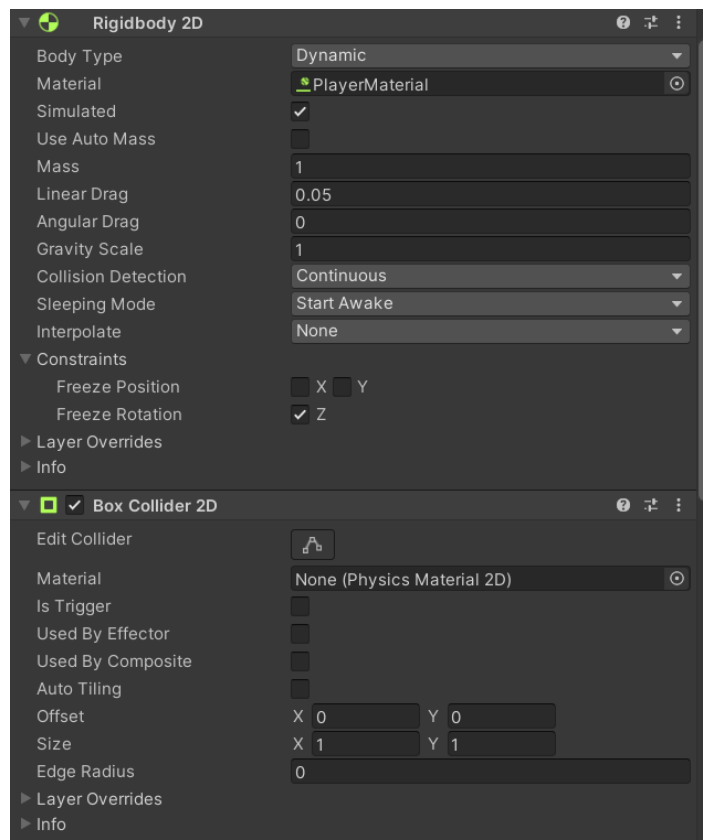 Rigidbody 2D
Body Type Dynamic
Material PlayerMaterial
Simulated
Use Auto Mass
Mass 1
Linear Drag 0.05
Angular Drag 0
Gravity Scale 1
Collision Detection Continuous
Sleeping Mode Start Awake
Interpolate None
Constraints
Freeze Position X Y
Freeze Rotation Z
Layer Overrides
Info
Box Collider 2D
Edit Collider
Material None (Physics Material 2D)
Is Trigger
Used By Effector
Used By Composite
Auto Tiling
Offset X 0 Y 0
Size X 1 Y 1
Edge Radius 0
Layer Overrides
Info